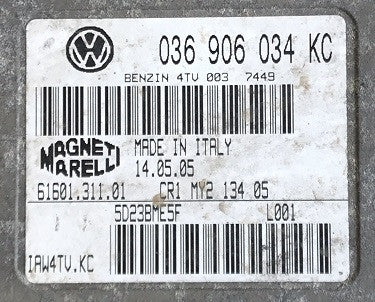 036 906 034 KC
BENZIN 4TV 003 7449
MAGNETI
MARELLI
MADE IN ITALY
14.05.05
61601.311.01 CR1 MY2 134 05
5D23BME5F L001
IAW4TV.KC